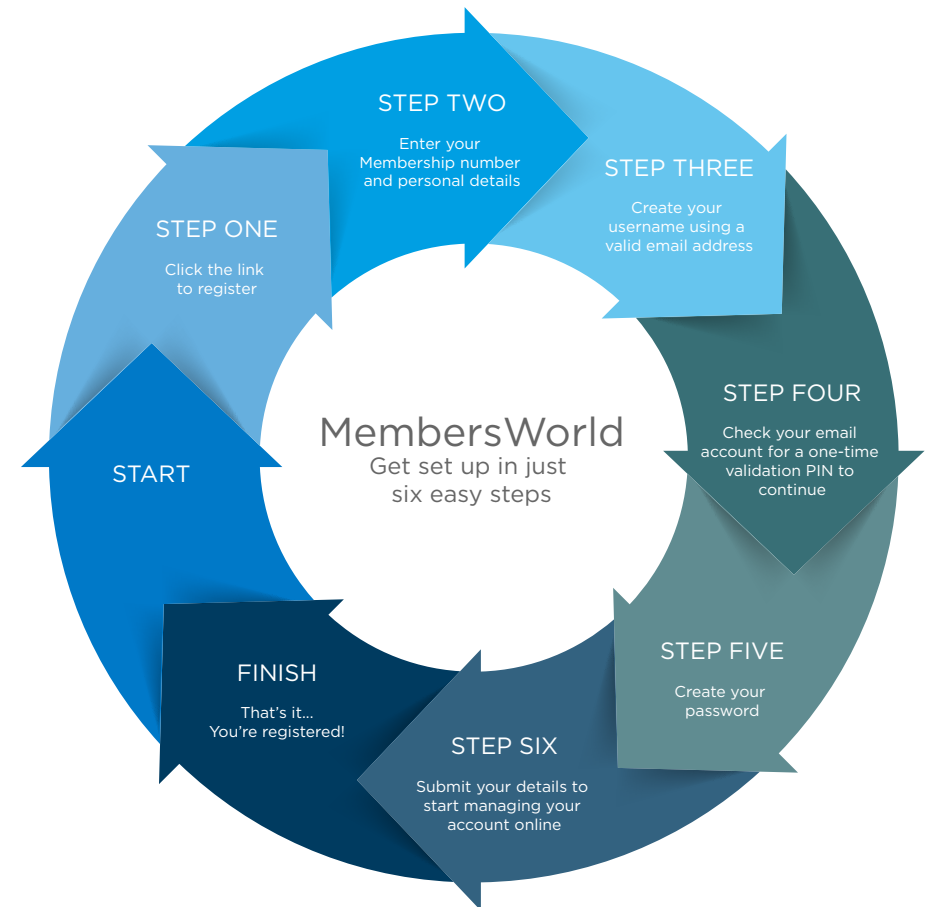 MembersWorld
Get set up in just
six easy steps
START
STEP ONE
Click the link
to register
STEP TWO
Enter your
Membership number
and personal details
STEP THREE
Create your
username using a
valid email address
STEP FOUR
Check your email
account for a one-time
validation PIN to
continue
STEP FIVE
Create your
password
STEP SIX
Submit your details to
start managing your
account online
FINISH
That’s it...
You’re registered!